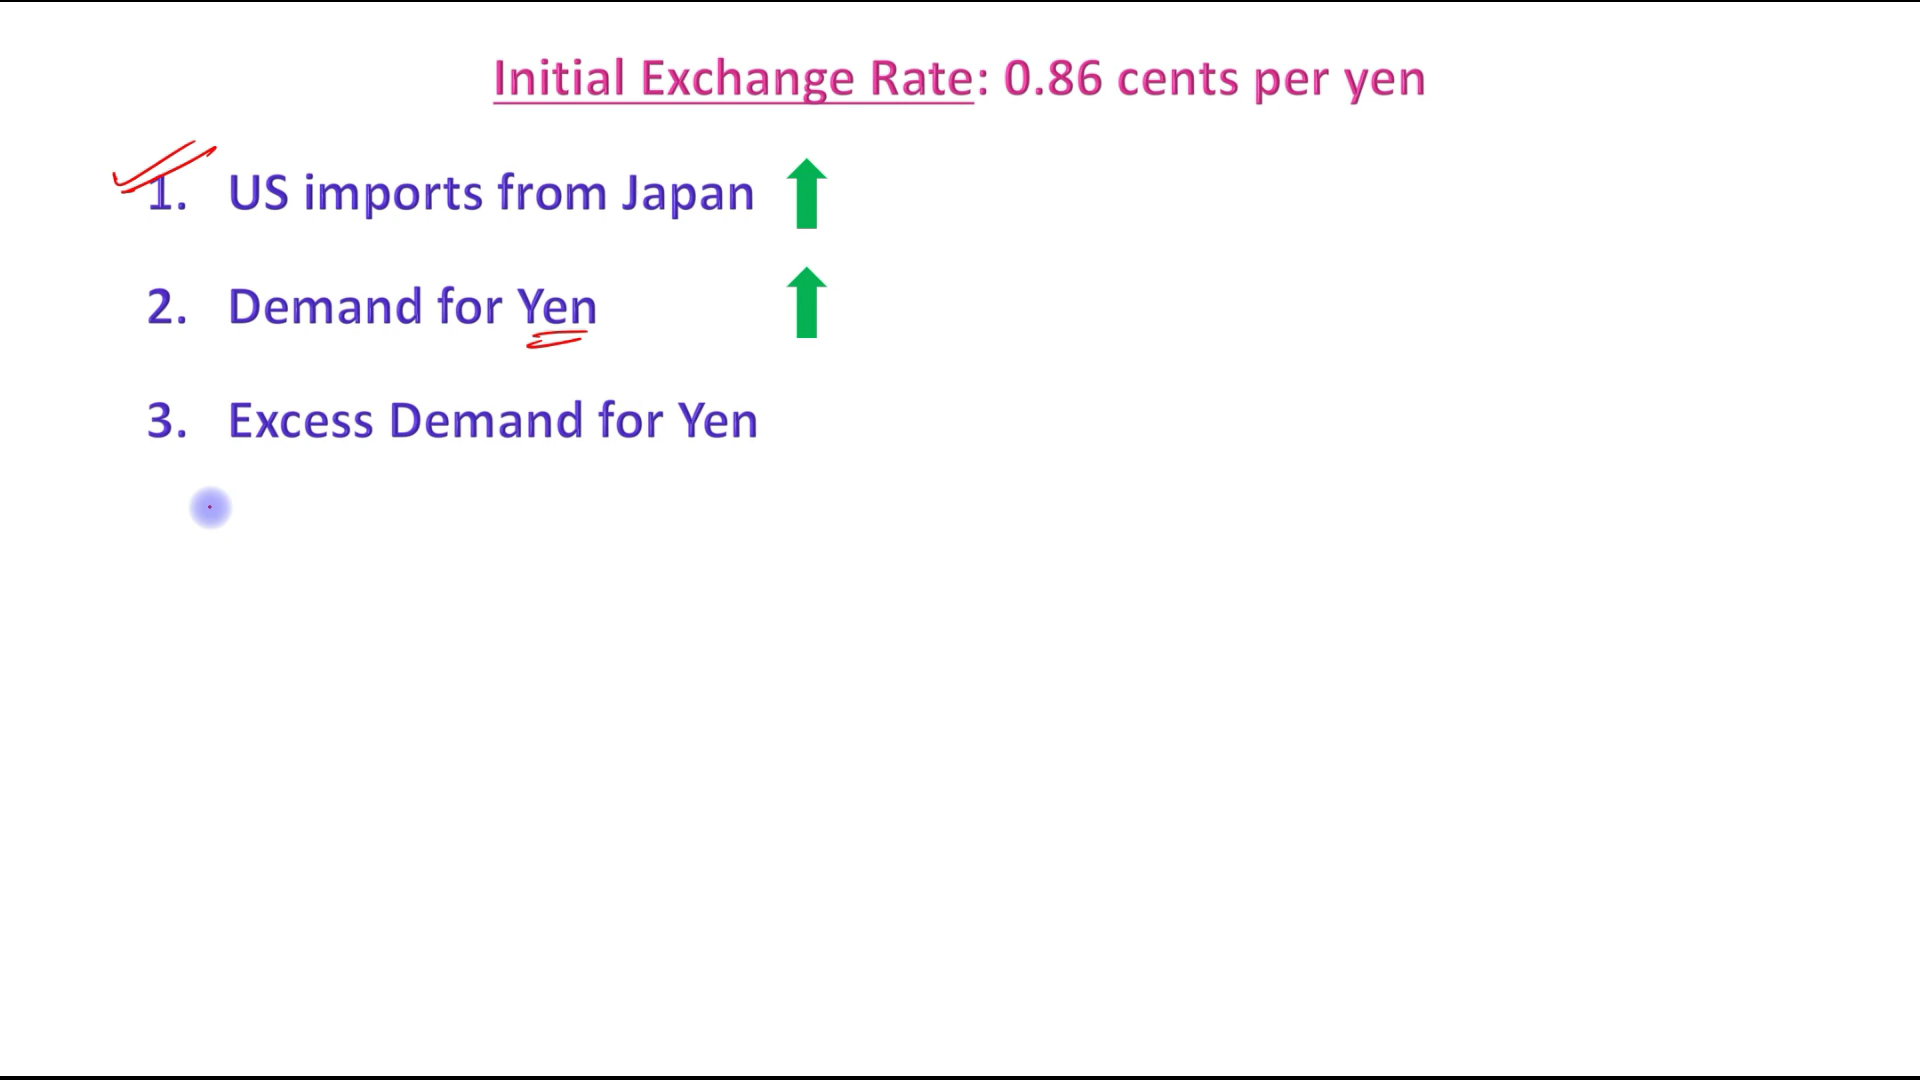 Initial Exchange Rate: 0.86 cents per yen
1. US imports from Japan
2. Demand for Yen
3. Excess Demand for Yen